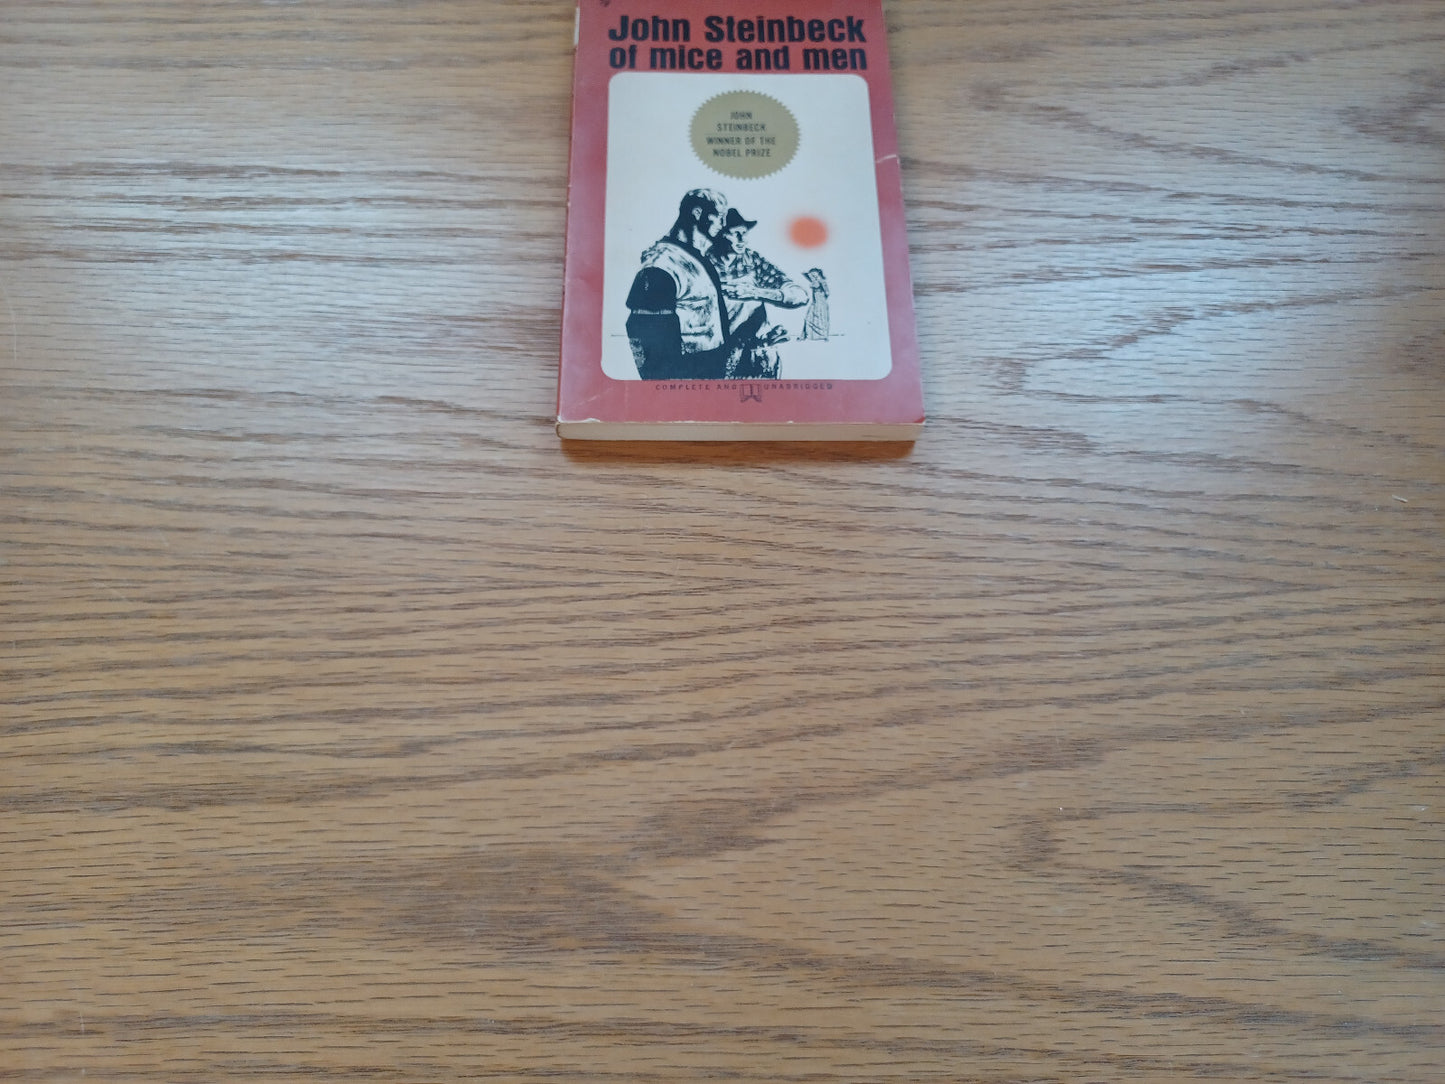 John Steinbeck
of mice and men
JOHN
STEINBECK
WINNER OF THE
NOBEL PRIZE
COMPLETE AND UNABRIDGED